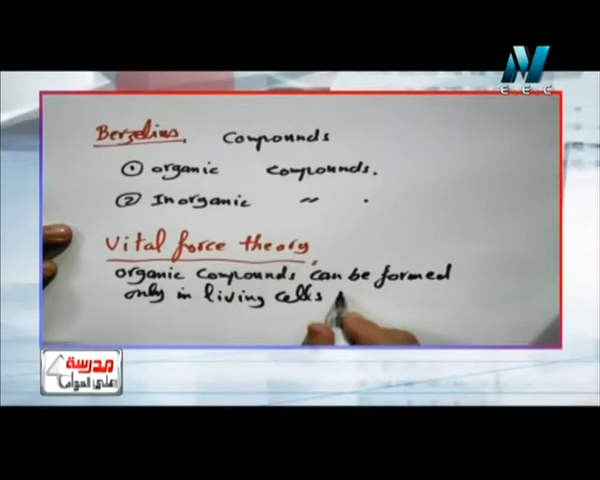 EEC
Berzelius Compounds
① organic compounds.
② Inorganic 〃 .
Vital force theory
organic compounds can be formed
only in living cells
مدرسة
على الهواء